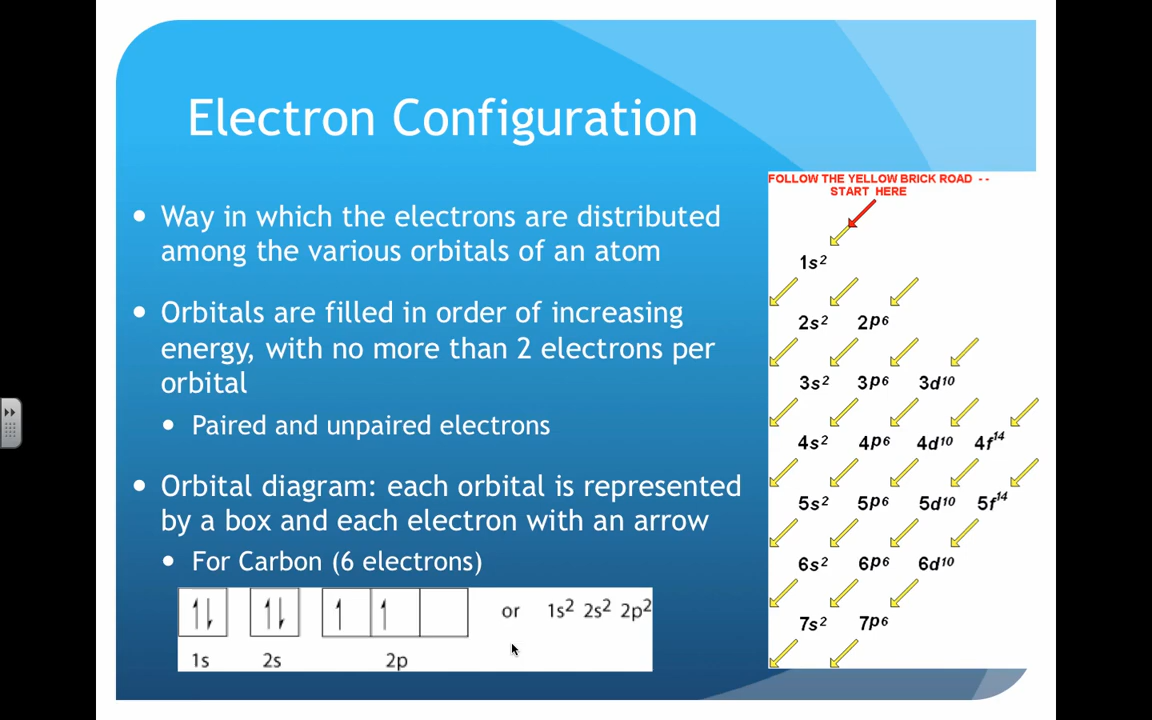 Electron Configuration
• Way in which the electrons are distributed
among the various orbitals of an atom
• Orbitals are filled in order of increasing
energy, with no more than 2 electrons per
orbital
• Paired and unpaired electrons
• Orbital diagram: each orbital is represented
by a box and each electron with an arrow
• For Carbon (6 electrons)
or 1s² 2s² 2p²
1s 2s 2p
FOLLOW THE YELLOW BRICK ROAD --
START HERE
1s²
2s² 2p⁶
3s² 3p⁶ 3d¹⁰
4s² 4p⁶ 4d¹⁰ 4f¹⁴
5s² 5p⁶ 5d¹⁰ 5f¹⁴
6s² 6p⁶ 6d¹⁰
7s² 7p⁶